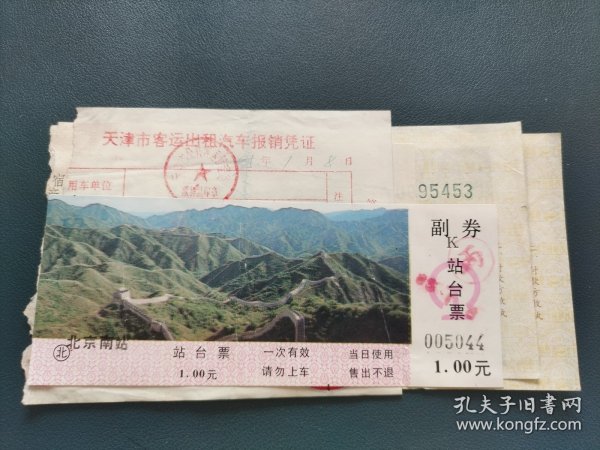 天津市客运出租汽车报销凭证
年1月8日
用车单位
95453
副券
K
站台票
005044
1.00元
北京南站
北
站台票
1.00元
一次有效
请勿上车
当日使用
售出不退
孔夫子旧书网
www.kongfz.com